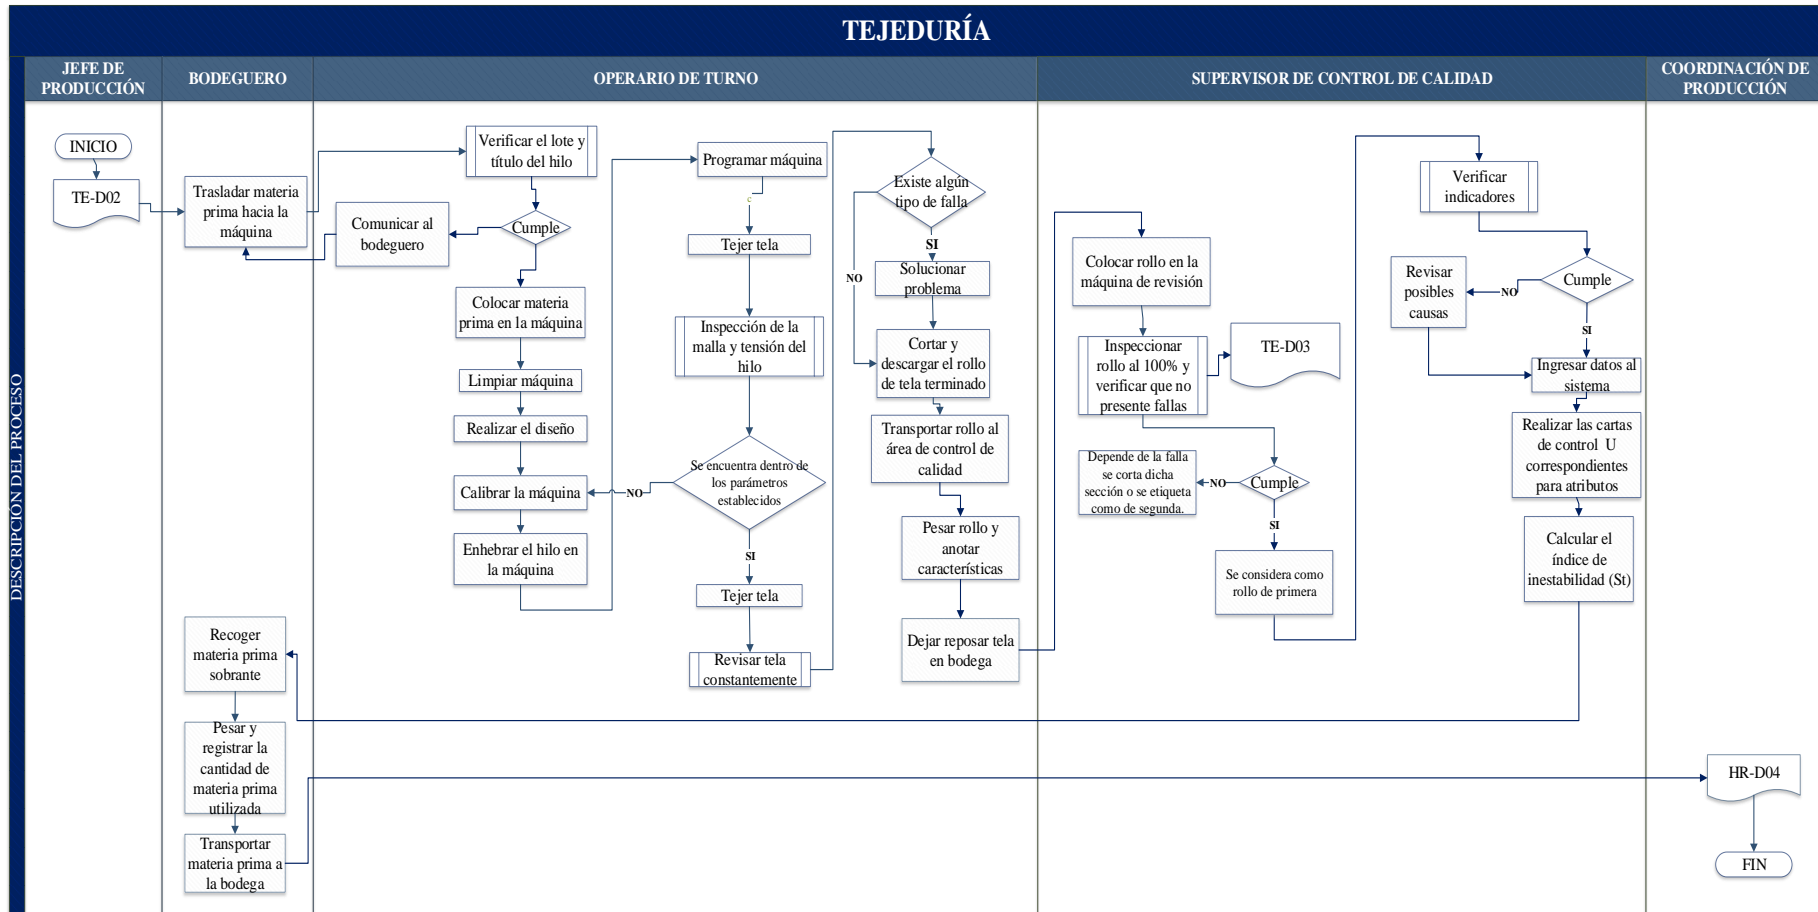 TEJEDURÍA
JEFE DE
PRODUCCIÓN
BODEGUERO
OPERARIO DE TURNO
SUPERVISOR DE CONTROL DE CALIDAD
COORDINACIÓN DE
PRODUCCIÓN
DESCRIPCIÓN DEL PROCESO
INICIO
TE-D02
Trasladar materia
prima hacia la
máquina
Verificar el lote y
título del hilo
Cumple
Comunicar al
bodeguero
Colocar materia
prima en la máquina
Limpiar máquina
Realizar el diseño
Calibrar la máquina
Enhebrar el hilo en
la máquina
Programar máquina
c
Tejer tela
Inspección de la
malla y tensión del
hilo
Se encuentra dentro de
los parámetros
establecidos
NO
SI
Tejer tela
Revisar tela
constantemente
Existe algún
tipo de falla
SI
NO
Solucionar
problema
Cortar y
descargar el rollo
de tela terminado
Transportar rollo al
área de control de
calidad
Pesar rollo y
anotar
características
Dejar reposar tela
en bodega
Colocar rollo en la
máquina de revisión
Inspeccionar
rollo al 100% y
verificar que no
presente fallas
TE-D03
Cumple
NO
Depende de la falla
se corta dicha
sección o se etiqueta
como de segunda.
SI
Se considera como
rollo de primera
Verificar
indicadores
Cumple
NO
Revisar
posibles
causas
SI
Ingresar datos al
sistema
Realizar las cartas
de control U
correspondientes
para atributos
Calcular el
índice de
inestabilidad (St)
Recoger
materia prima
sobrante
Pesar y
registrar la
cantidad de
materia prima
utilizada
Transportar
materia prima a
la bodega
HR-D04
FIN